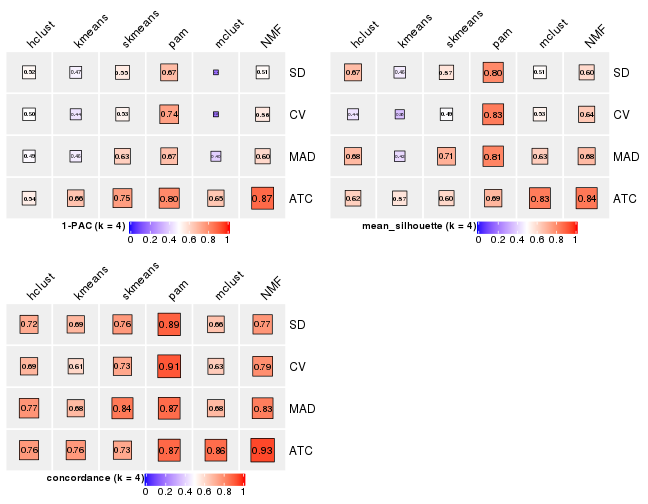 hclust kmeans skmeans pam mclust NMF
0.52 0.47 0.55 0.67 0.51 SD
0.50 0.44 0.53 0.74 0.56 CV
0.49 0.63 0.67 0.60 MAD
0.54 0.66 0.75 0.80 0.65 0.87 ATC
1-PAC (k = 4)
0 0.2 0.4 0.6 0.8 1
hclust kmeans skmeans pam mclust NMF
0.67 0.57 0.80 0.51 0.60 SD
0.44 0.49 0.83 0.53 0.64 CV
0.68 0.71 0.81 0.63 0.68 MAD
0.62 0.57 0.60 0.69 0.83 0.84 ATC
mean_silhouette (k = 4)
0 0.2 0.4 0.6 0.8 1
hclust kmeans skmeans pam mclust NMF
0.72 0.69 0.76 0.89 0.66 0.77 SD
0.69 0.61 0.73 0.91 0.63 0.79 CV
0.77 0.68 0.84 0.87 0.68 0.83 MAD
0.76 0.76 0.73 0.87 0.86 0.93 ATC
concordance (k = 4)
0 0.2 0.4 0.6 0.8 1